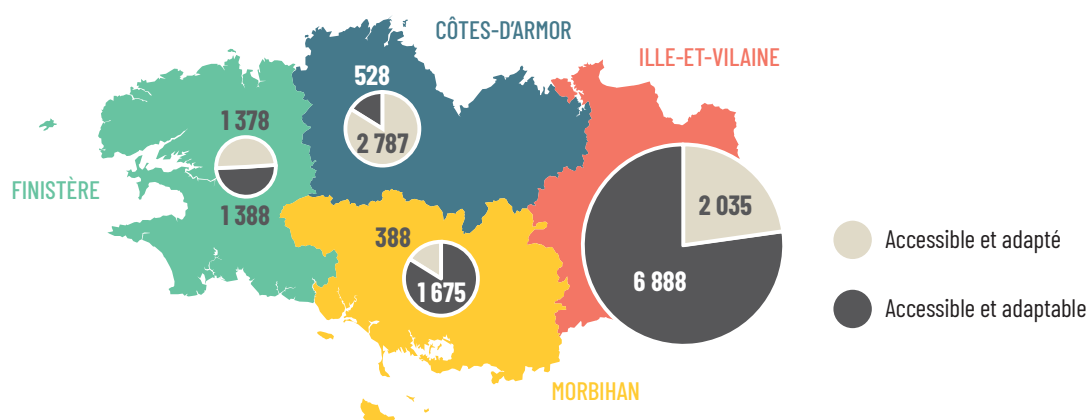 CÔTES-D'ARMOR
ILLE-ET-VILAINE
528
2 787
1 378
FINISTÈRE
1 388
2 035
388
1 675
6 888
Accessible et adapté
Accessible et adaptable
MORBIHAN